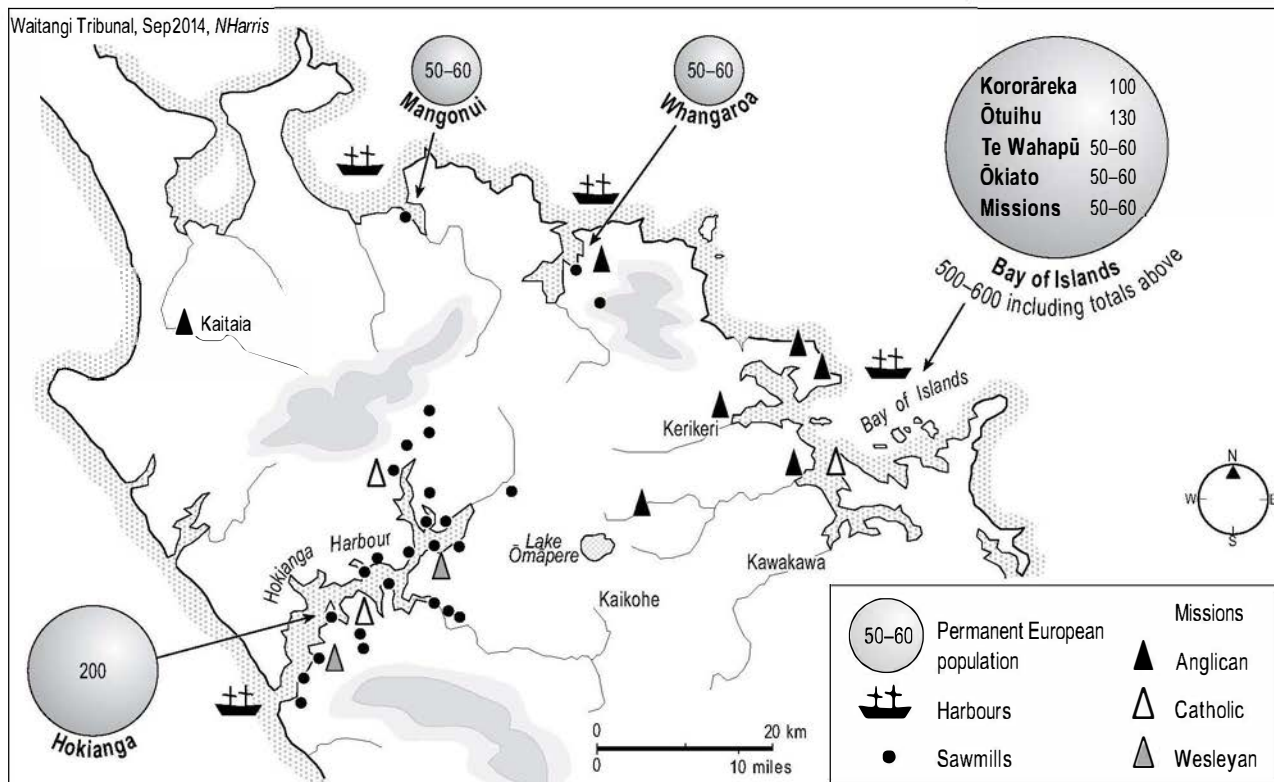 Waitangi Tribunal, Sep2014, NHarris
50–60
Mangonui
50–60
Whangaroa
Kororāreka 100
Ōtuihu 130
Te Wahapū 50–60
Ōkiato 50–60
Missions 50–60
Bay of Islands
500–600 including totals above
Kaitaia
Bay of Islands
Kerikeri
N
W
E
S
Hokianga Harbour
Lake
Ōmāpere
Kawakawa
Kaikohe
200
Hokianga
0 20 km
0 10 miles
50–60
Permanent European
population
Harbours
Sawmills
Missions
Anglican
Catholic
Wesleyan